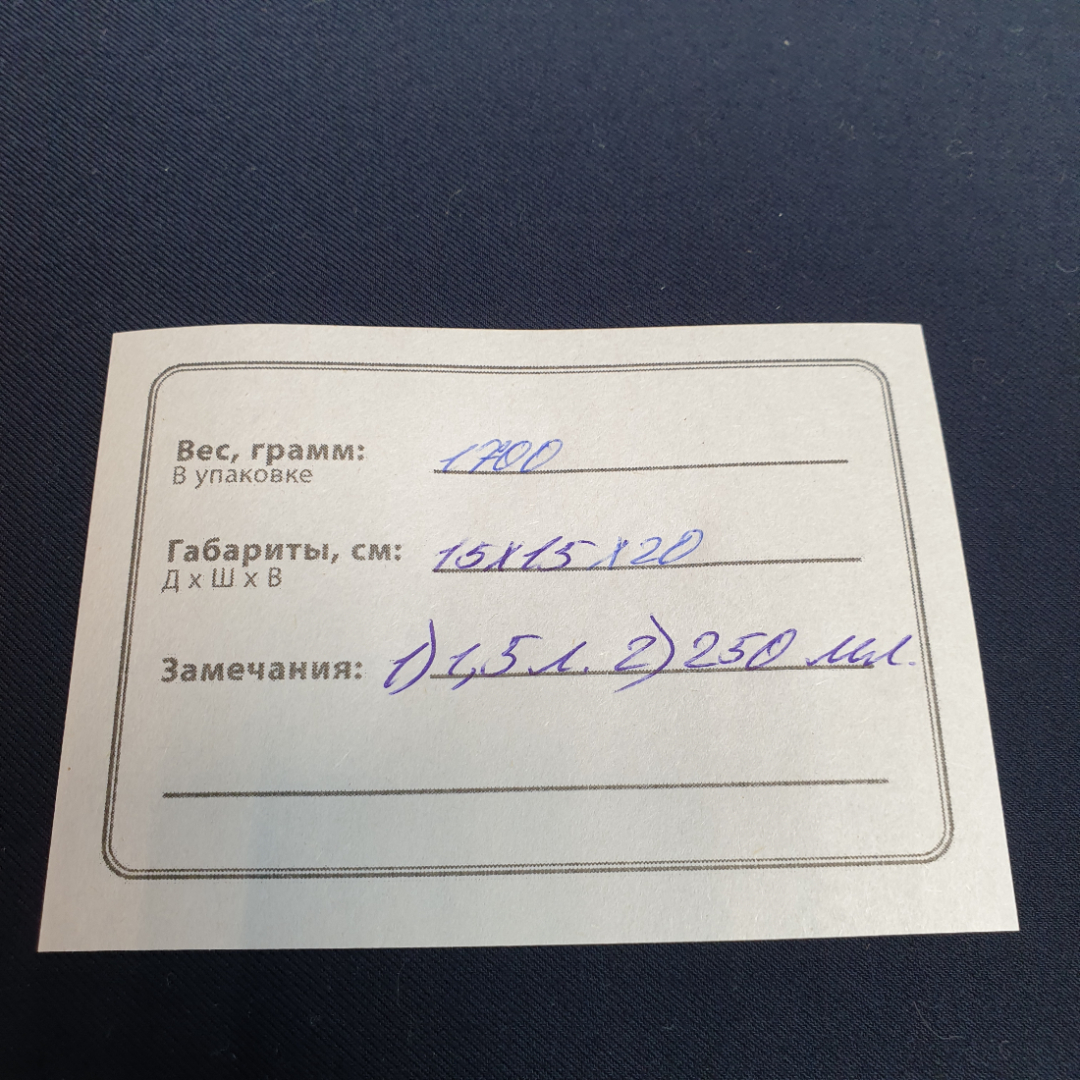 Вес, грамм: 1700
В упаковке
Габариты, см: 15х15х20
Д х Ш х В
Замечания: 1) 1,5 л. 2) 250 мл.